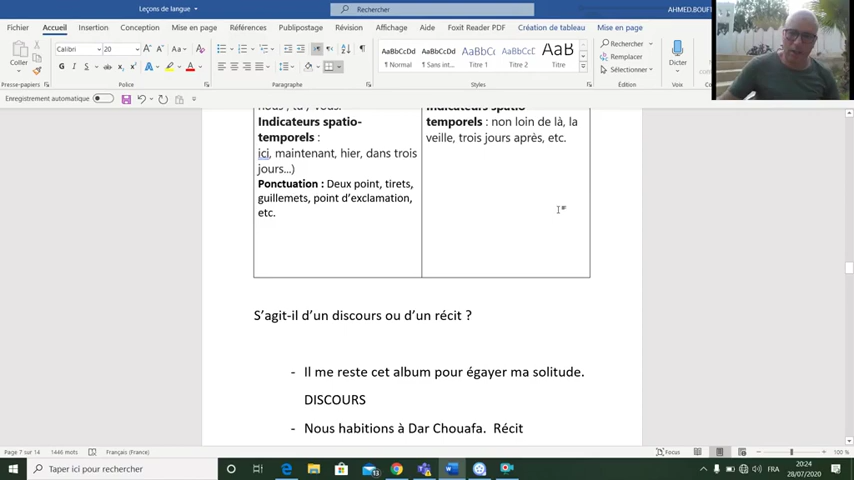 Leçons de langue
Rechercher
AHMED.BOUF
Fichier Accueil Insertion Conception Mise en page Références Publipostage Révision Affichage Aide Foxit Reader PDF Création de tableau Mise en page
Coller
Calibri 20
AaBbCcDd AaBbCcDd AaBbCc AaBbCcDd AaB
¶ Normal ¶ Sans int... Titre 1 Titre 2 Titre
Rechercher
Remplacer
Sélectionner
Dicter
Presse-papiers Police Paragraphe Styles Modification
Enregistrement automatique
nous, tu / vous.
Indicateurs spatio-
temporels :
ici, maintenant, hier, dans trois
jours...)
Ponctuation : Deux point, tirets,
guillemets, point d'exclamation,
etc.
Indicateurs spatio-
temporels : non loin de là, la
veille, trois jours après, etc.
S'agit-il d'un discours ou d'un récit ?
- Il me reste cet album pour égayer ma solitude.
DISCOURS
- Nous habitions à Dar Chouafa. Récit
Page 7 sur 14 1446 mots Français (France) Focus 100 %
Taper ici pour rechercher
FRA
20:24
28/07/2020